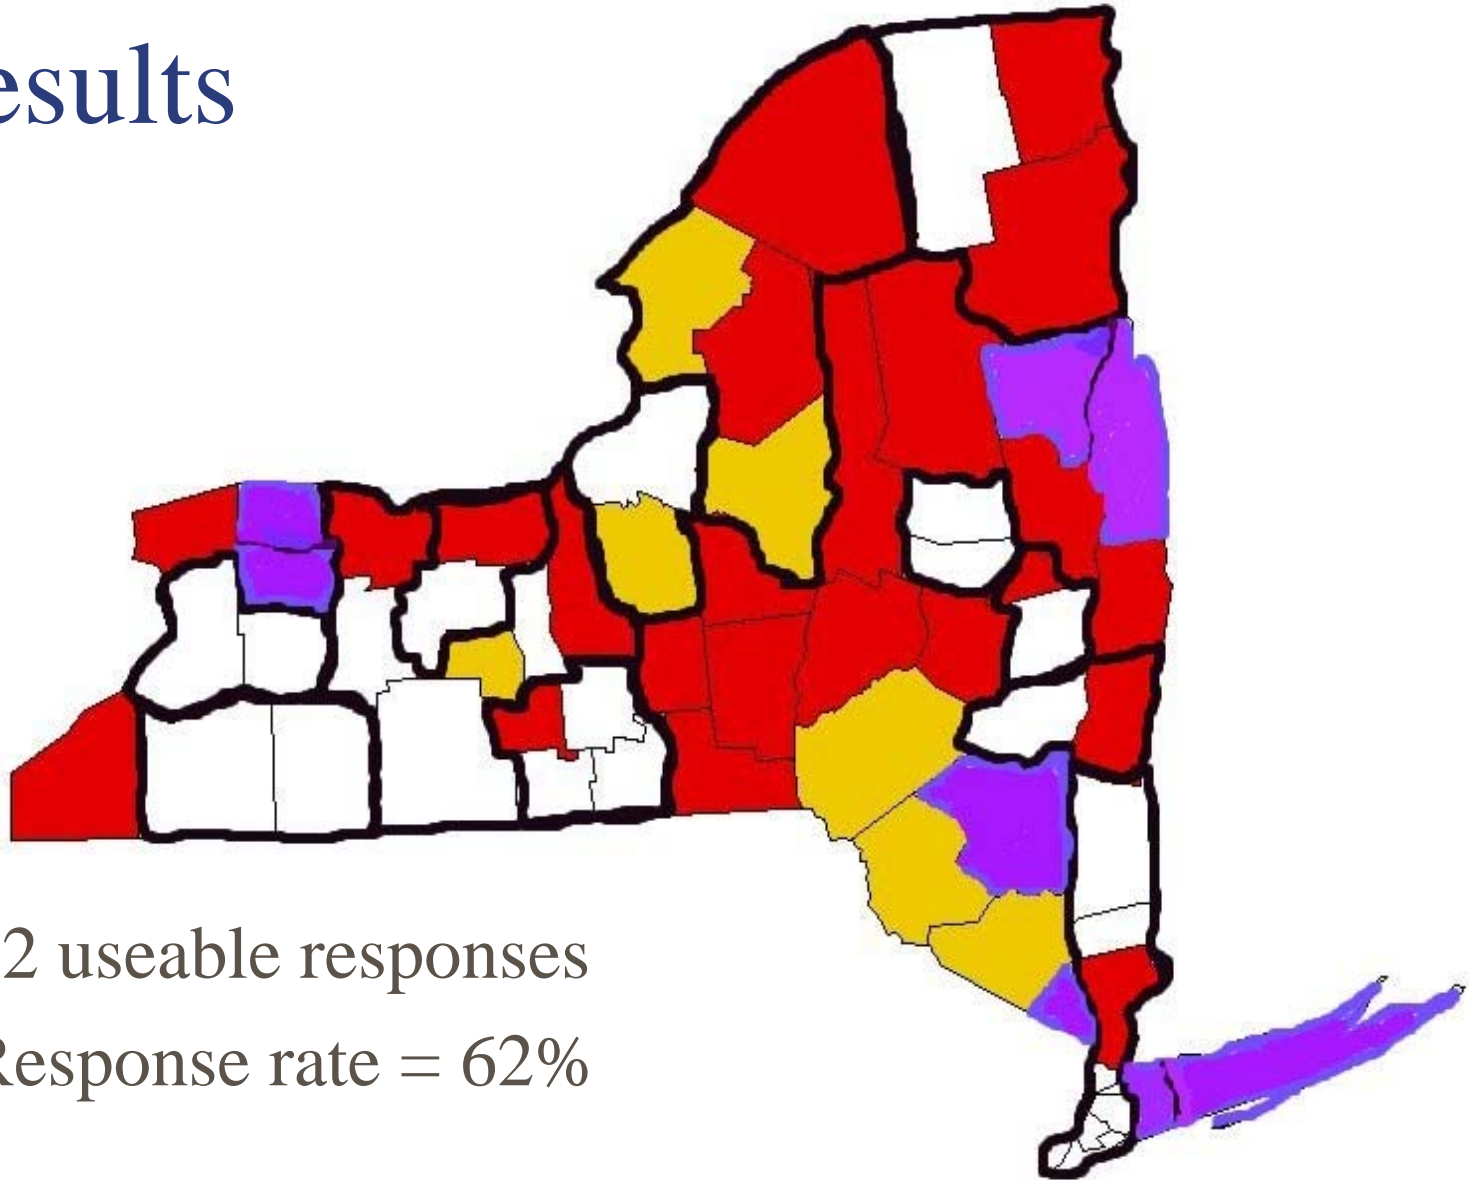 esults
2 useable responses
Response rate = 62%